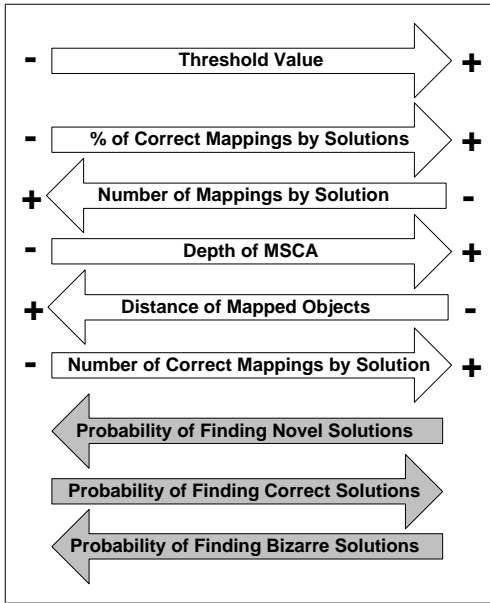 - Threshold Value +
- % of Correct Mappings by Solutions +
+ Number of Mappings by Solution -
- Depth of MSCA +
+ Distance of Mapped Objects -
- Number of Correct Mappings by Solution +
Probability of Finding Novel Solutions
Probability of Finding Correct Solutions
Probability of Finding Bizarre Solutions